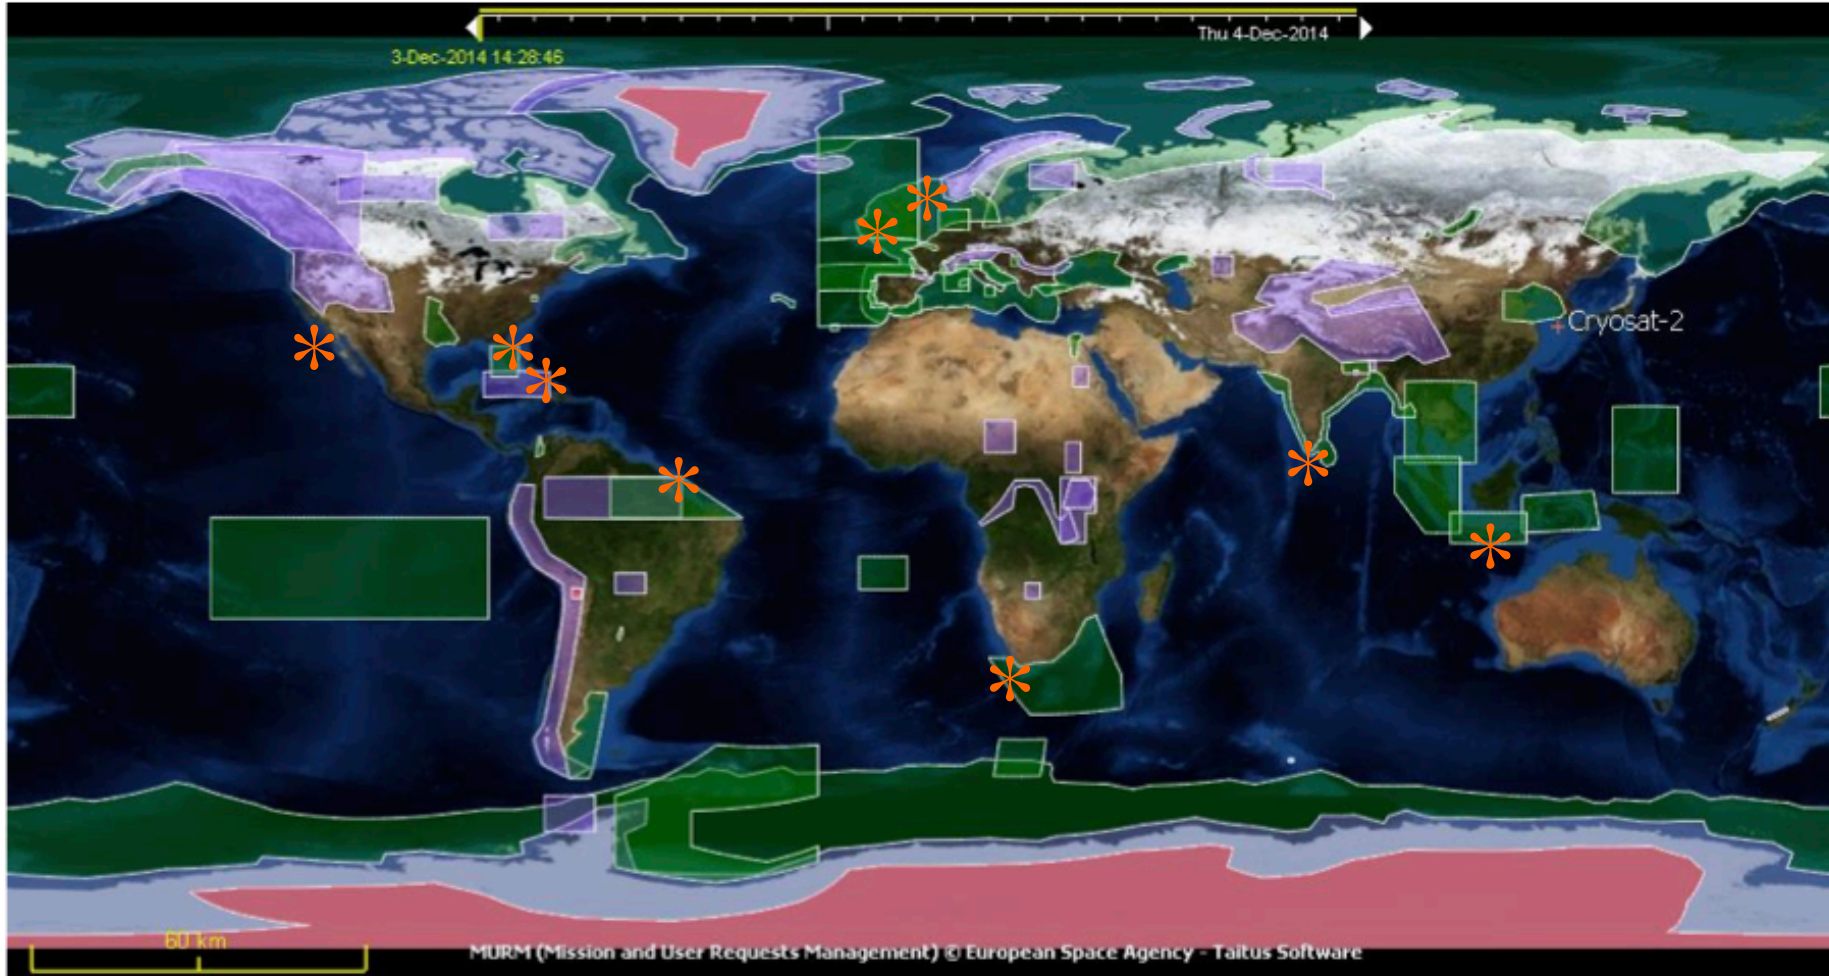 Thu 4-Dec-2014
3-Dec-2014 14:28:46
Cryosat-2
60 km
MURM (Mission and User Requests Management) © European Space Agency - Taitus Software